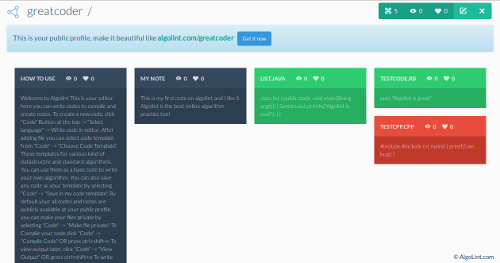 greatcoder /
5 0 0
This is your public profile, make it beautiful like algolint.com/greatcoder Get it now
HOW TO USE 0 0
Welcome to Algolint This is your editor,
here you can write codes to compile and
create notes. To create a new code, click
"Code" Button at the top -> "Select
language" -> Write code in editor. After
adding file you can select code template
from "Code" -> "Choose Code Template".
These templates for various kind of
datastructre and standard algorithms.
You can use them as a base code to write
your own algorithm. You can also save
any code as your template by selecting
"Code" -> "Save in my code template". By
default your all codes and notes are
publicly available at your public profile,
you can make your files private by
selecting "Code" -> "Make file private". To
Compile your code click "Code" ->
"Compile Code" OR press ctrl+shift+c To
view output later, click "Code" -> "View
Output" OR press ctrl+shift+o To write
MY NOTE 0 0
This is my first note on algolint and I like it.
AlgoLint is the best online algorithm
practice tool
LIST.JAVA 0 0
class list { public static void main(String
args[] ) { System.out.println("Algolint is
cool"); } }
TESTCODE.RB 0 0
puts "Algolint is great"
TESTCPP.CPP 0 0
#include #include int main() { printf("am
bug); }
© AlgoLint.com